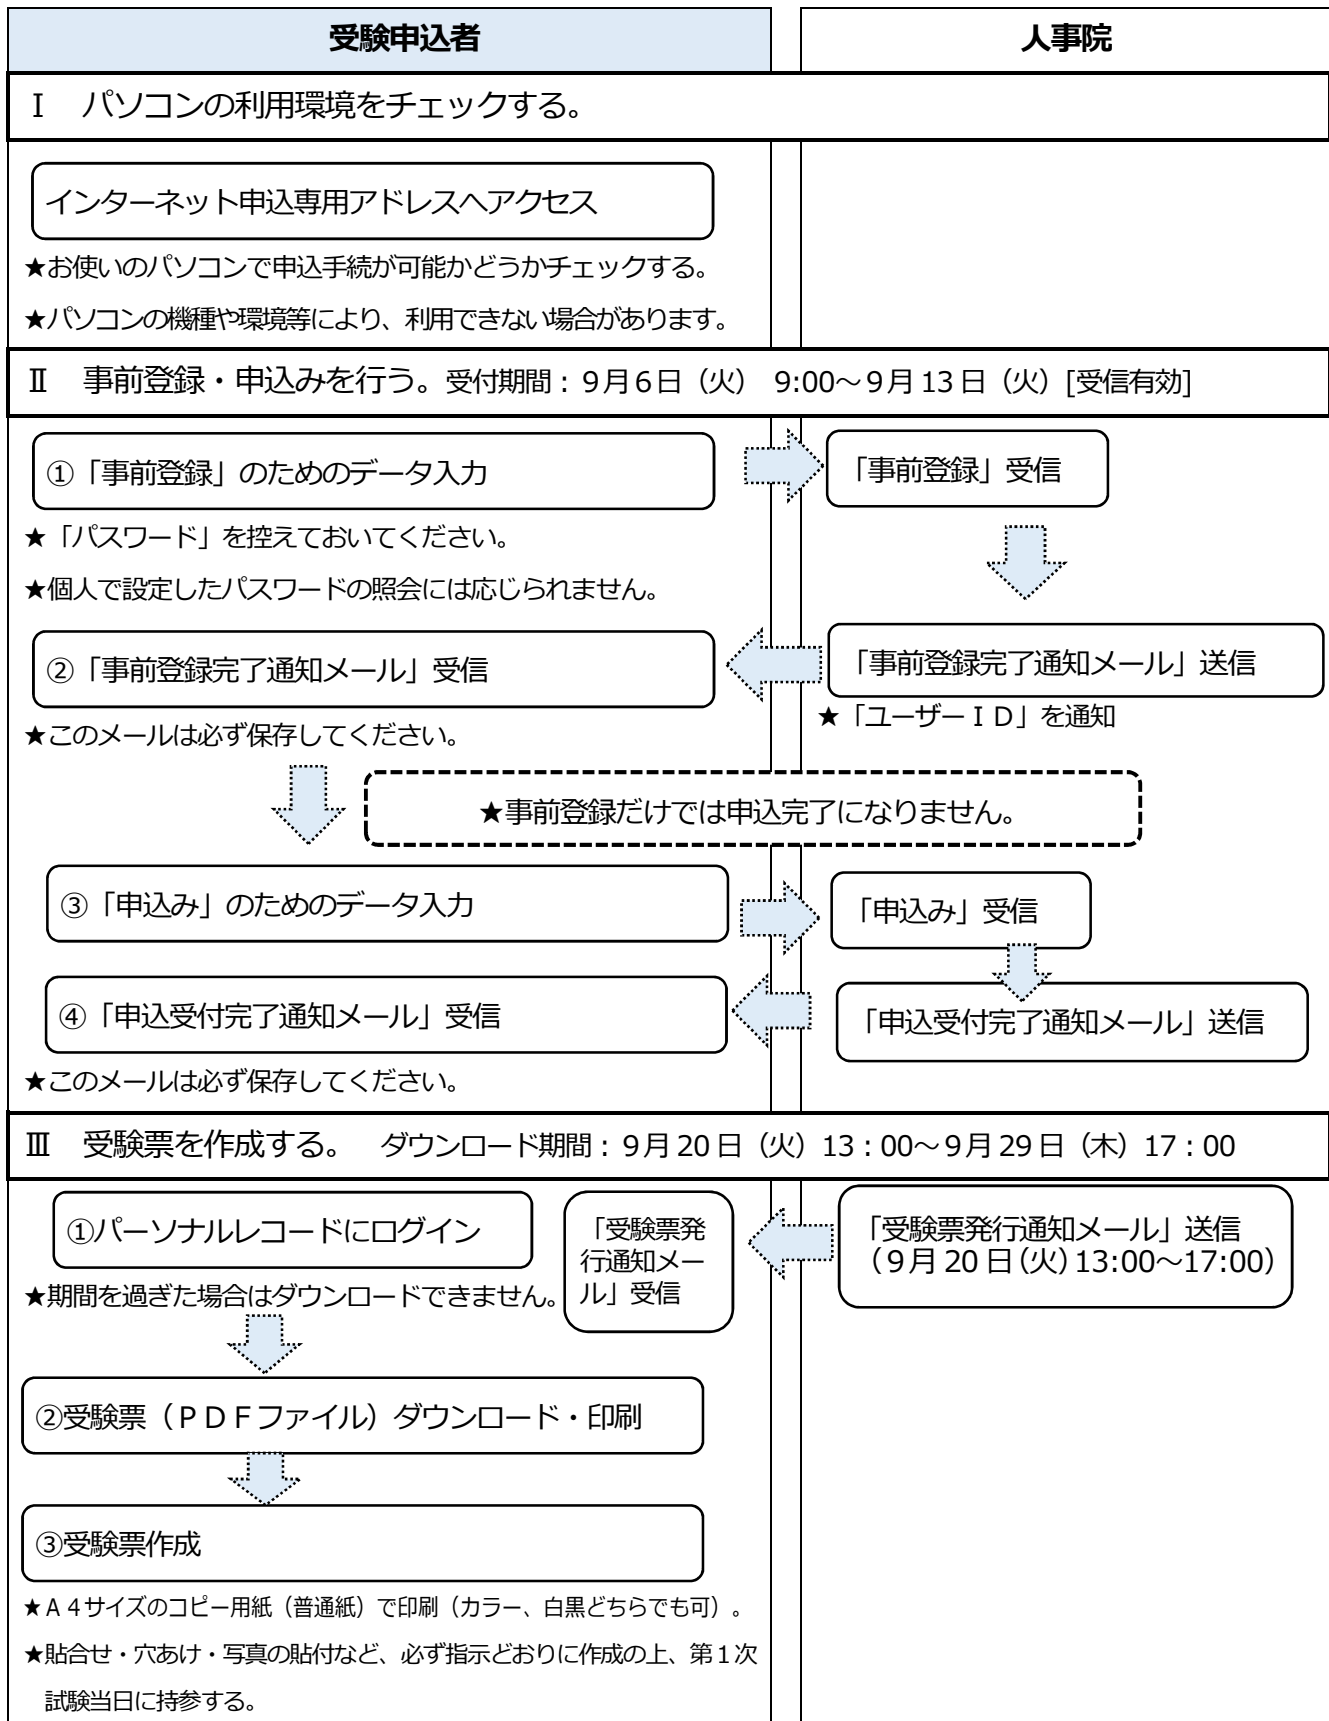 受験申込者
人事院
Ⅰ　パソコンの利用環境をチェックする。
インターネット申込専用アドレスへアクセス
★お使いのパソコンで申込手続が可能かどうかチェックする。
★パソコンの機種や環境等により、利用できない場合があります。
Ⅱ　事前登録・申込みを行う。受付期間：９月６日（火）　9:00～９月 13 日（火）[受信有効]
①「事前登録」のためのデータ入力
「事前登録」受信
★「パスワード」を控えておいてください。
★個人で設定したパスワードの照会には応じられません。
②「事前登録完了通知メール」受信
「事前登録完了通知メール」送信
★「ユーザーＩＤ」を通知
★このメールは必ず保存してください。
★事前登録だけでは申込完了になりません。
③「申込み」のためのデータ入力
「申込み」受信
④「申込受付完了通知メール」受信
「申込受付完了通知メール」送信
★このメールは必ず保存してください。
Ⅲ　受験票を作成する。　ダウンロード期間：９月 20 日（火）13：00～９月 29 日（木）17：00
①パーソナルレコードにログイン
「受験票発
行通知メー
ル」受信
「受験票発行通知メール」送信
（９月 20 日（火）13:00～17:00）
★期間を過ぎた場合はダウンロードできません。
②受験票（ＰＤＦファイル）ダウンロード・印刷
③受験票作成
★Ａ４サイズのコピー用紙（普通紙）で印刷（カラー、白黒どちらでも可）。
★貼合せ・穴あけ・写真の貼付など、必ず指示どおりに作成の上、第１次
試験当日に持参する。